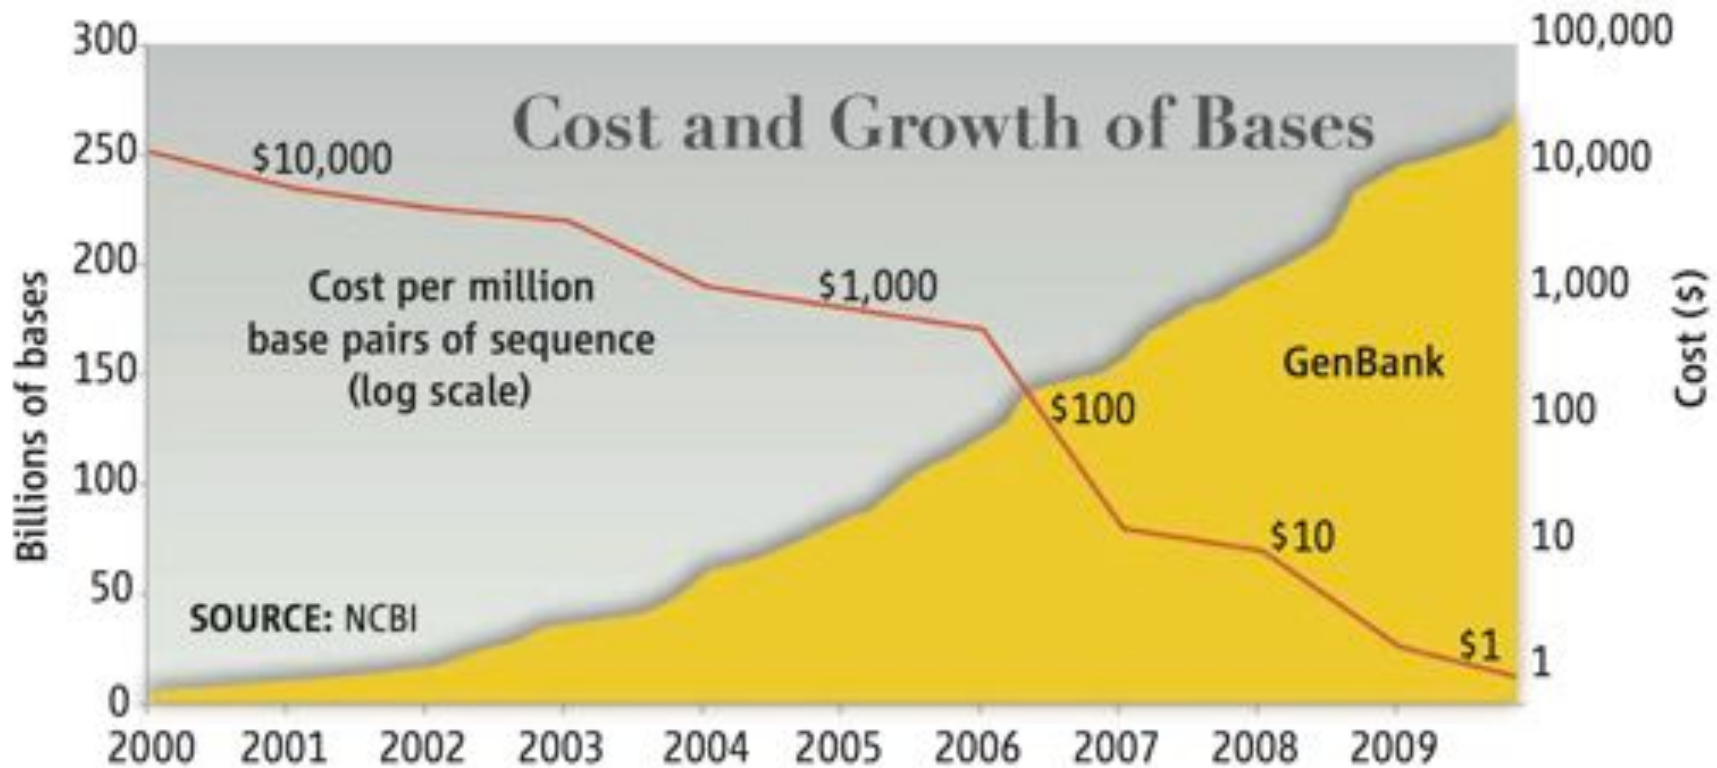 Cost and Growth of Bases
Billions of bases
300
250
200
150
100
50
0
$10,000
$1,000
$100
$10
$1
Cost per million
base pairs of sequence
(log scale)
GenBank
SOURCE: NCBI
100,000
10,000
1,000
100
10
1
Cost ($)
2000 2001 2002 2003 2004 2005 2006 2007 2008 2009